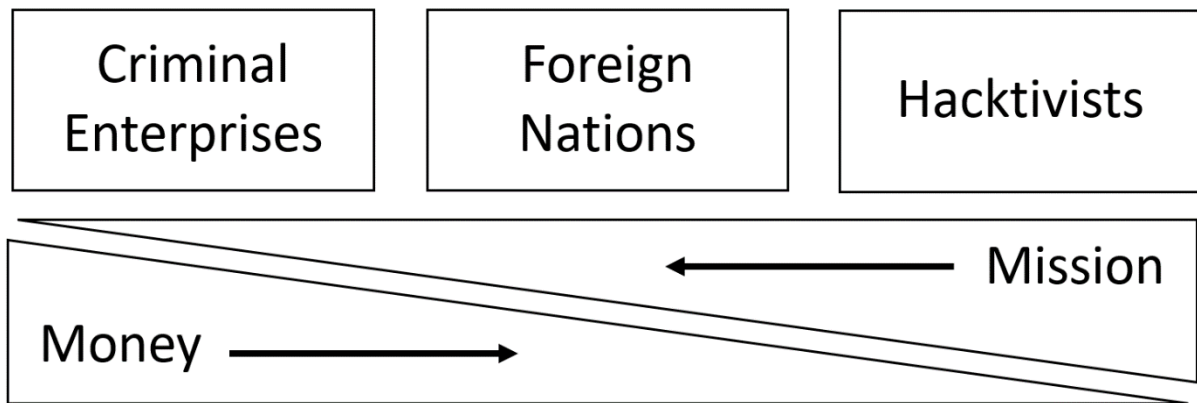 Criminal
Enterprises
Foreign
Nations
Hacktivists
Mission
Money